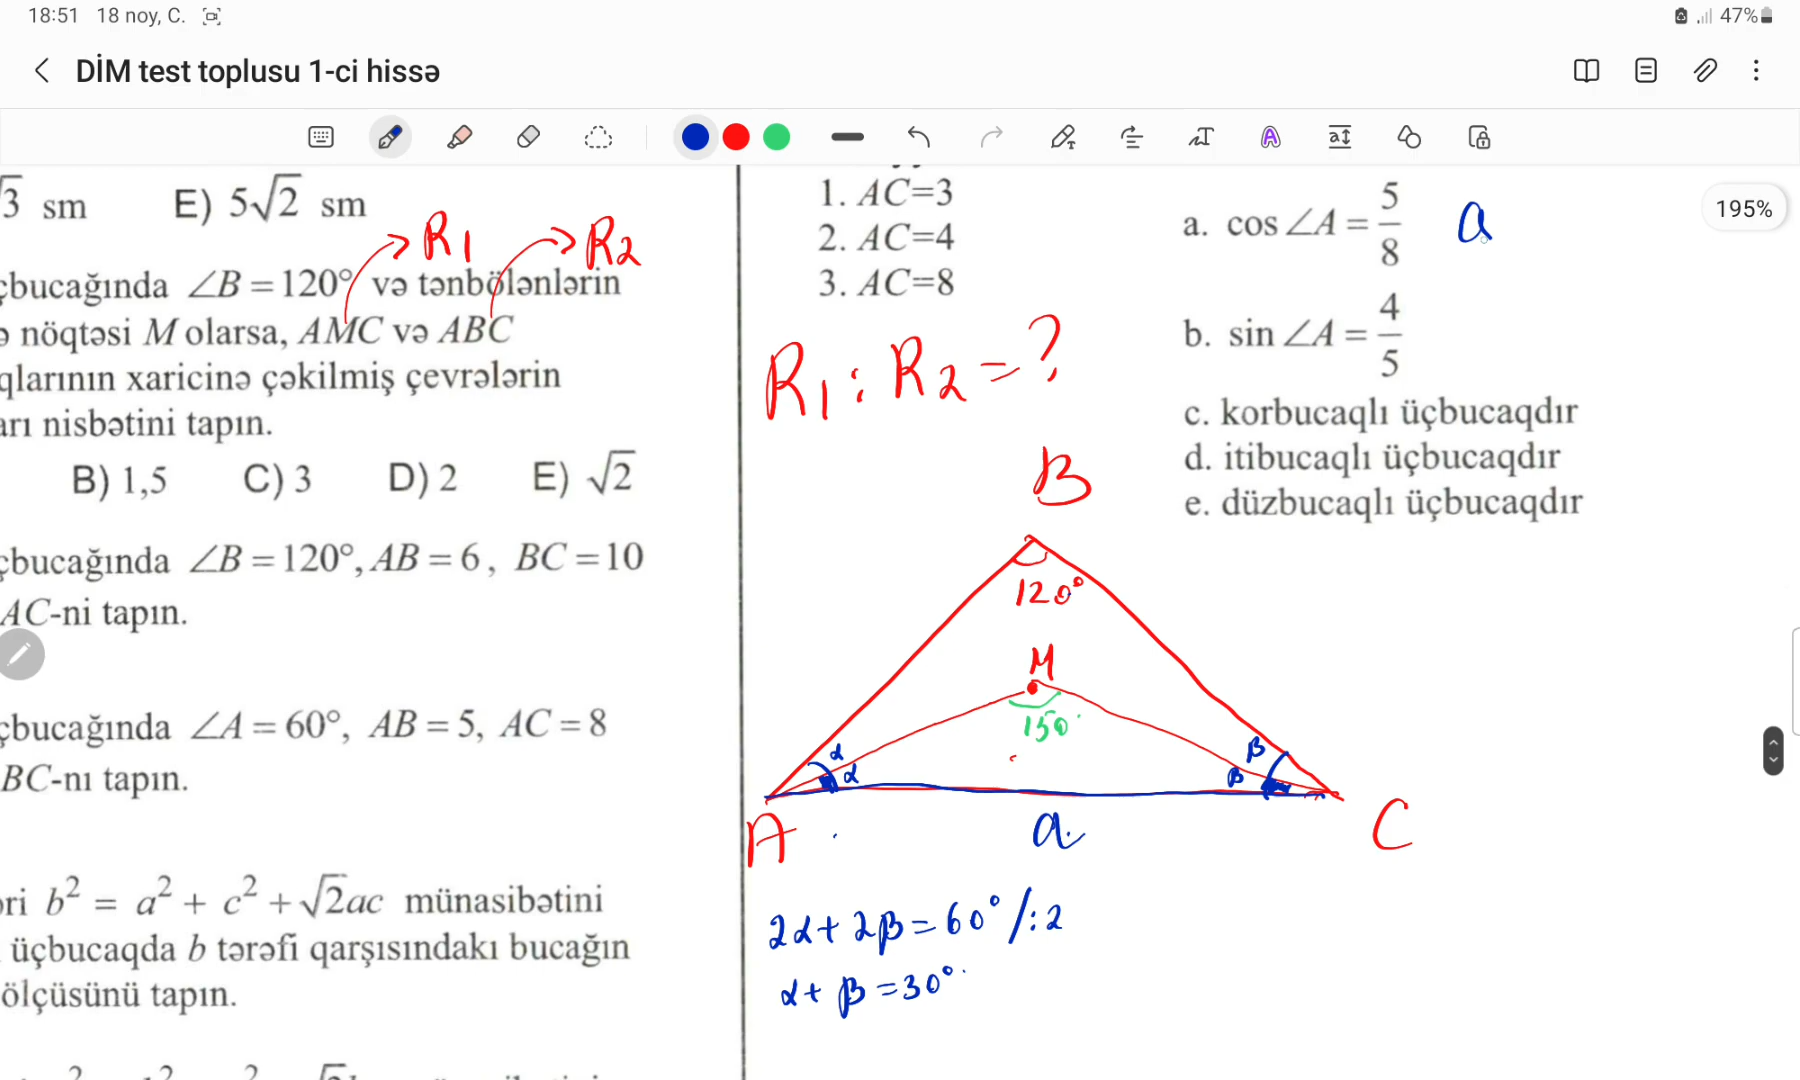 18:51 18 noy, C.
47%
DİM test toplusu 1-ci hissə
195%
3 sm E) 5√2 sm
R1 R2
çbucağında ∠B = 120° və tənbölənlərin
ə nöqtəsi M olarsa, AMC və ABC
qlarının xaricinə çəkilmiş çevrələrin
arı nisbətini tapın.
B) 1,5 C) 3 D) 2 E) √2
çbucağında ∠B = 120°, AB = 6, BC = 10
AC-ni tapın.
çbucağında ∠A = 60°, AB = 5, AC = 8
BC-nı tapın.
əri b² = a² + c² + √2ac münasibətini
üçbucaqda b tərəfi qarşısındakı bucağın
ölçüsünü tapın.
1. AC=3
2. AC=4
3. AC=8
a. cos ∠A = 5/8 a
b. sin ∠A = 4/5
c. korbucaqlı üçbucaqdır
d. itibucaqlı üçbucaqdır
e. düzbucaqlı üçbucaqdır
R1 : R2 = ?
B
120°
M
150°
α β
α β
A a C
2α + 2β = 60° /:2
α + β = 30°